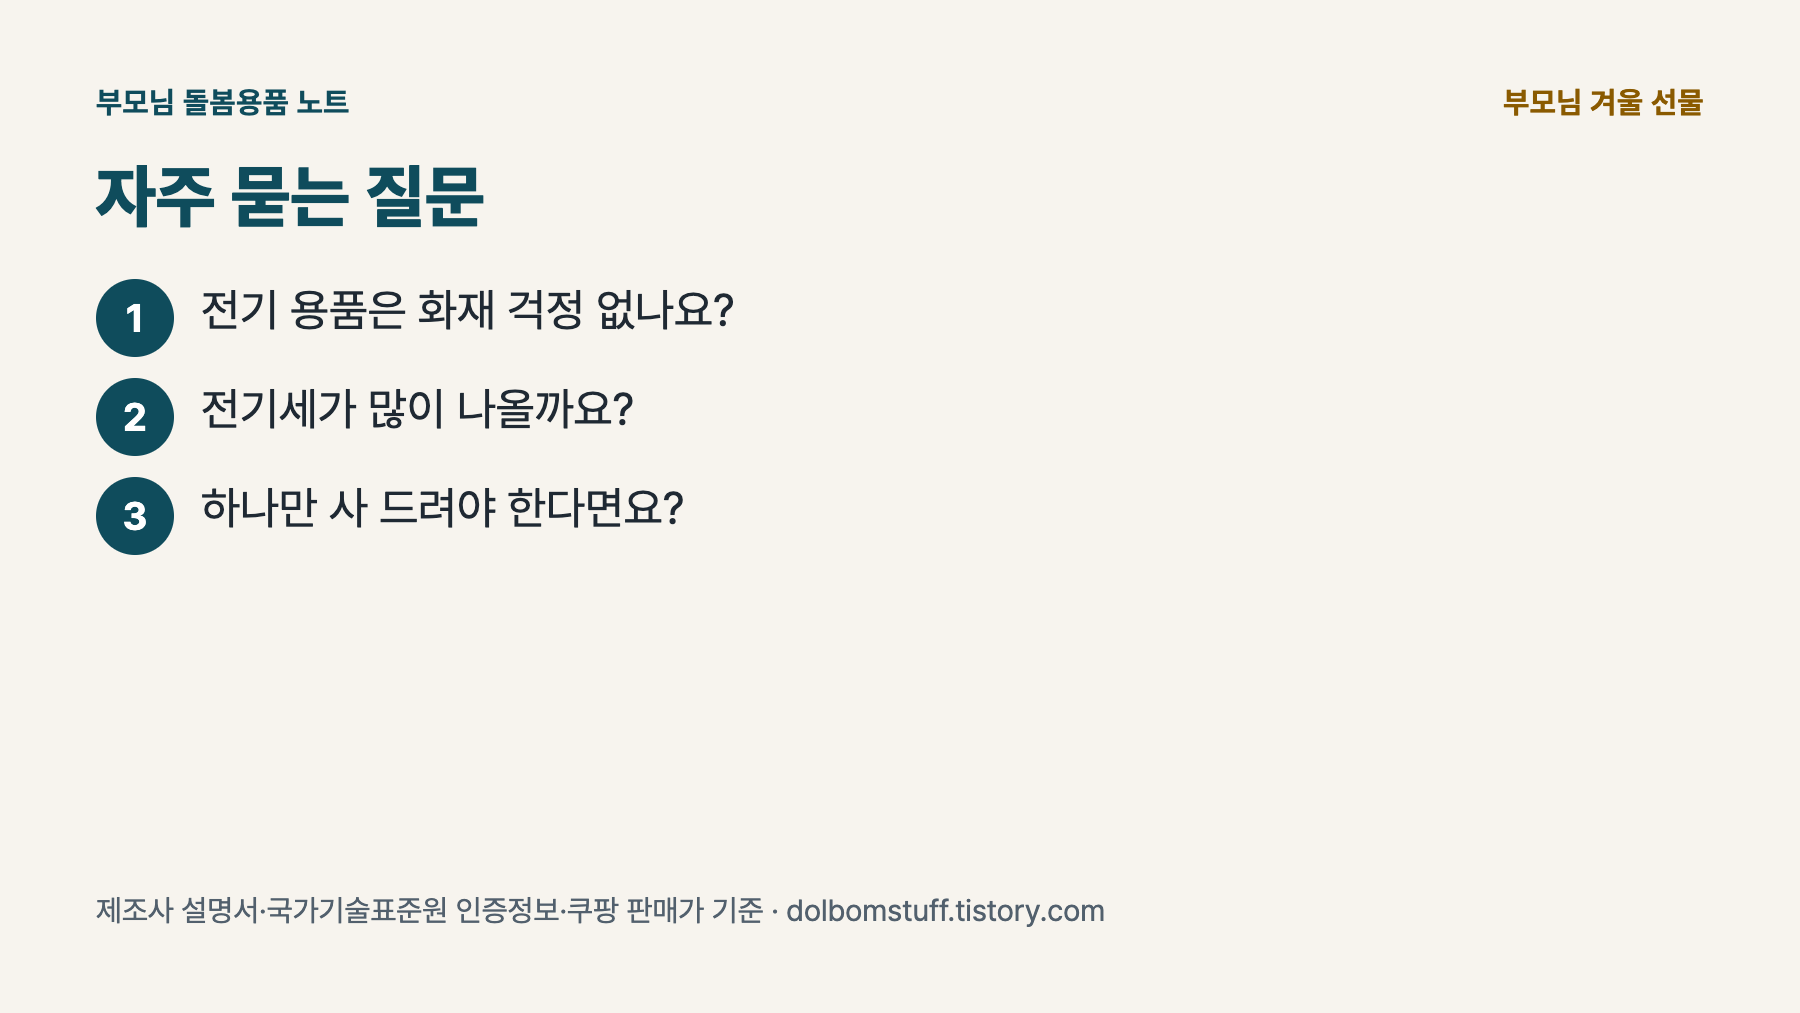 부모님 돌봄용품 노트
부모님 겨울 선물
자주 묻는 질문
1 전기 용품은 화재 걱정 없나요?
2 전기세가 많이 나올까요?
3 하나만 사 드려야 한다면요?
제조사 설명서·국가기술표준원 인증정보·쿠팡 판매가 기준 · dolbomstuff.tistory.com